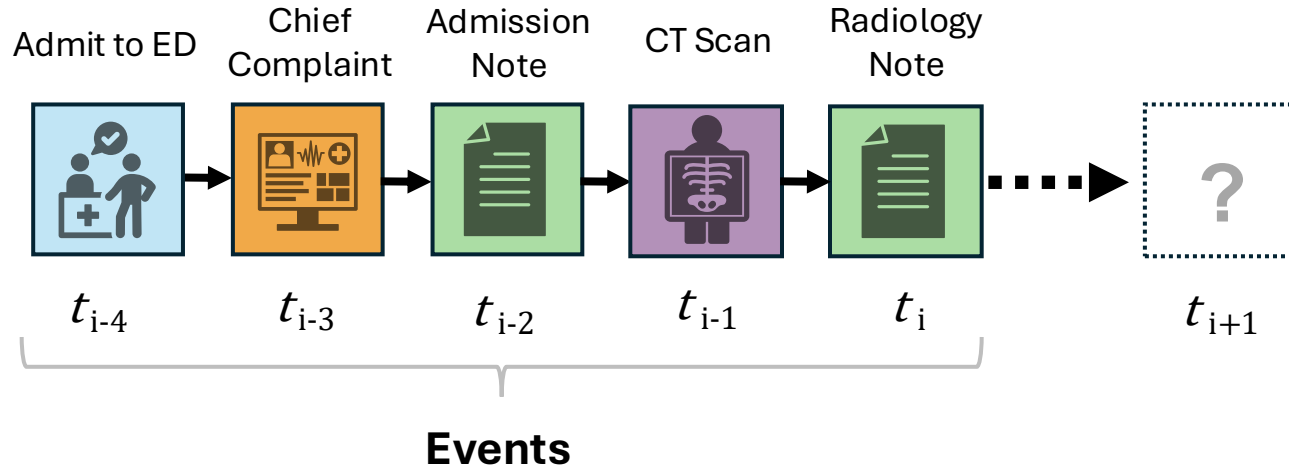 Admit to ED
Chief
Complaint
Admission
Note
CT Scan
Radiology
Note
?
t i-4
t i-3
t i-2
t i-1
t i
t i+1
Events